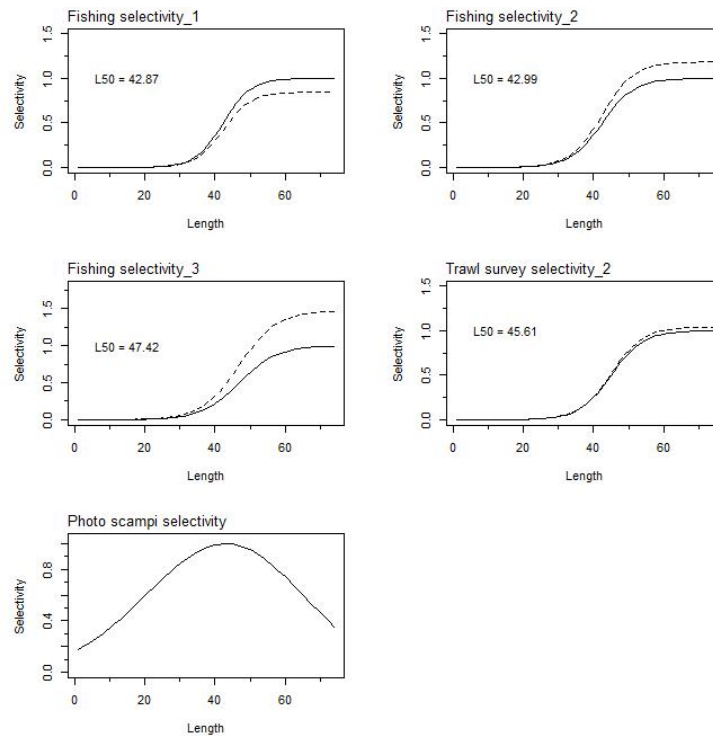 Fishing selectivity_1
1.5
1.0
0.5
0.0
Selectivity
L50 = 42.87
0 20 40 60
Length
Fishing selectivity_2
1.5
1.0
0.5
0.0
Selectivity
L50 = 42.99
0 20 40 60
Length
Fishing selectivity_3
1.5
1.0
0.5
0.0
Selectivity
L50 = 47.42
0 20 40 60
Length
Trawl survey selectivity_2
1.5
1.0
0.5
0.0
Selectivity
L50 = 45.61
0 20 40 60
Length
Photo scampi selectivity
0.8
0.4
0.0
Selectivity
0 20 40 60
Length